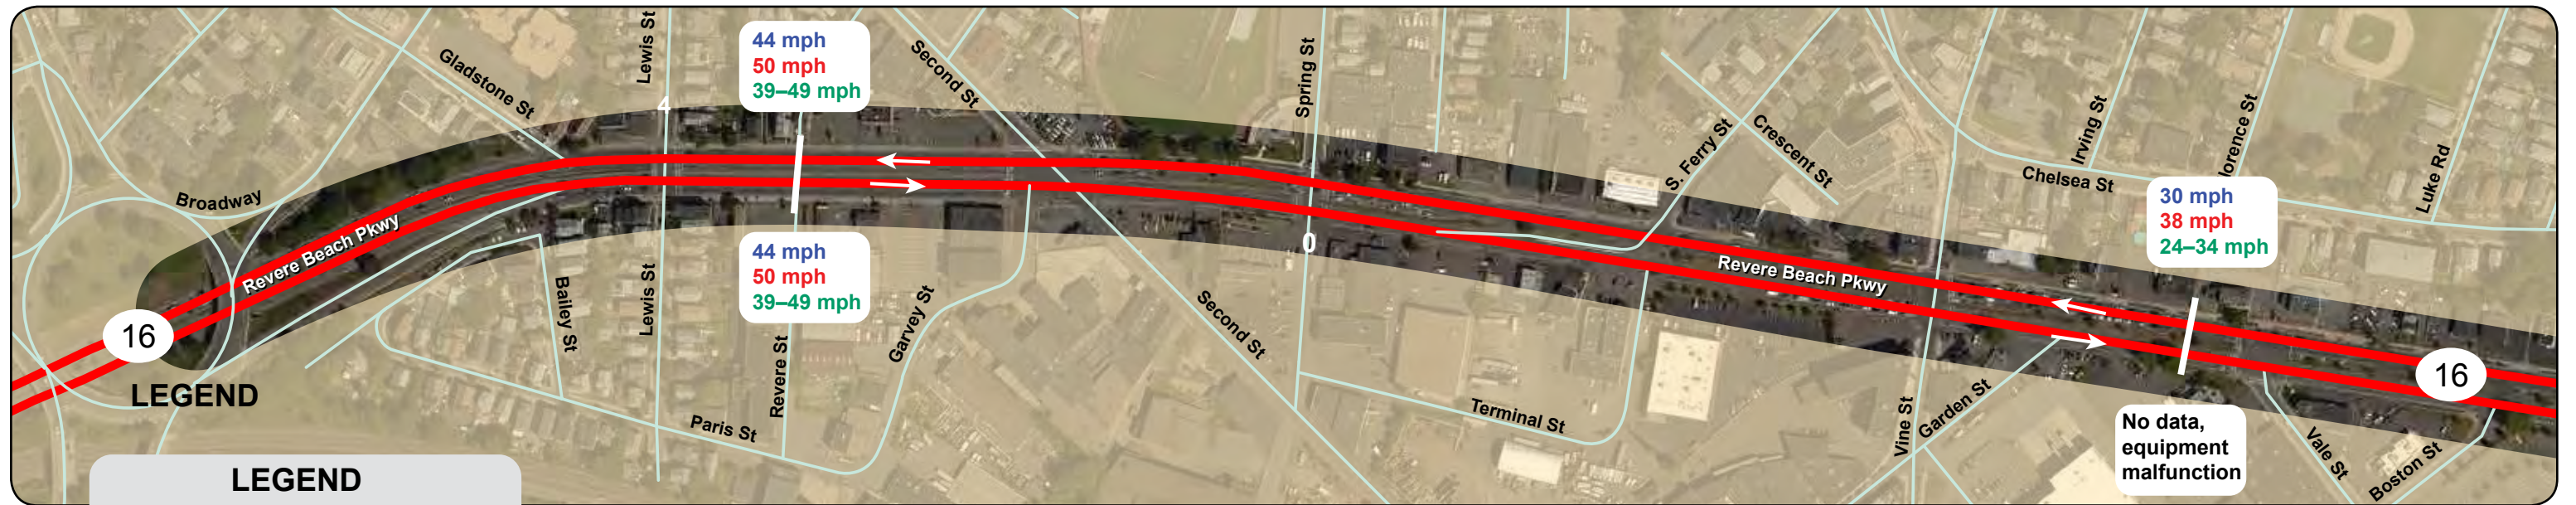 Lewis St
Gladstone St
4
44 mph
50 mph
39–49 mph
Second St
Spring St
S. Ferry St
Crescent St
Irving St
Chelsea St
lorence St
Luke Rd
30 mph
38 mph
24–34 mph
Broadway
Revere Beach Pkwy
16
LEGEND
LEGEND
Bailey St
Lewis St
44 mph
50 mph
39–49 mph
Revere St
Garvey St
Paris St
Second St
0
Terminal St
Revere Beach Pkwy
Vine St
Garden St
16
No data,
equipment
malfunction
Vale St
Boston St